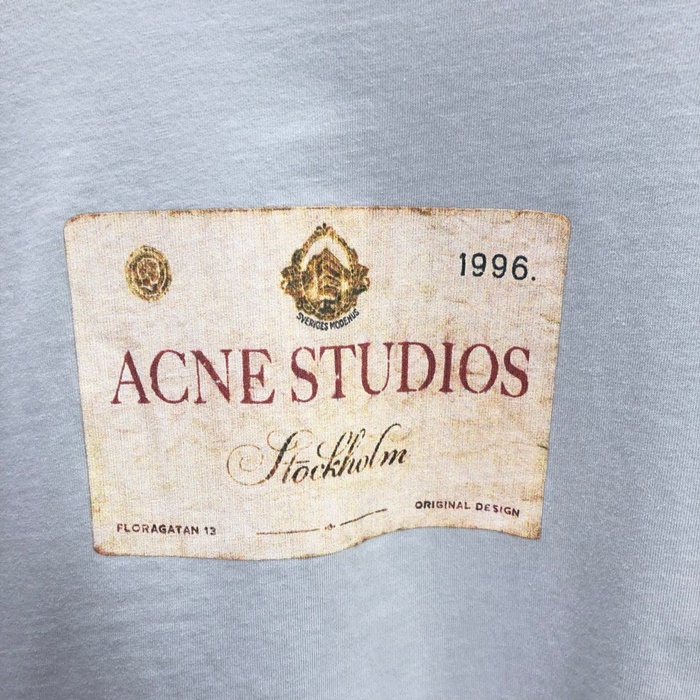 1996.
SVERIGES MODEHUS
ACNE STUDIOS
Stockholm
FLORAGATAN 13
ORIGINAL DESIGN